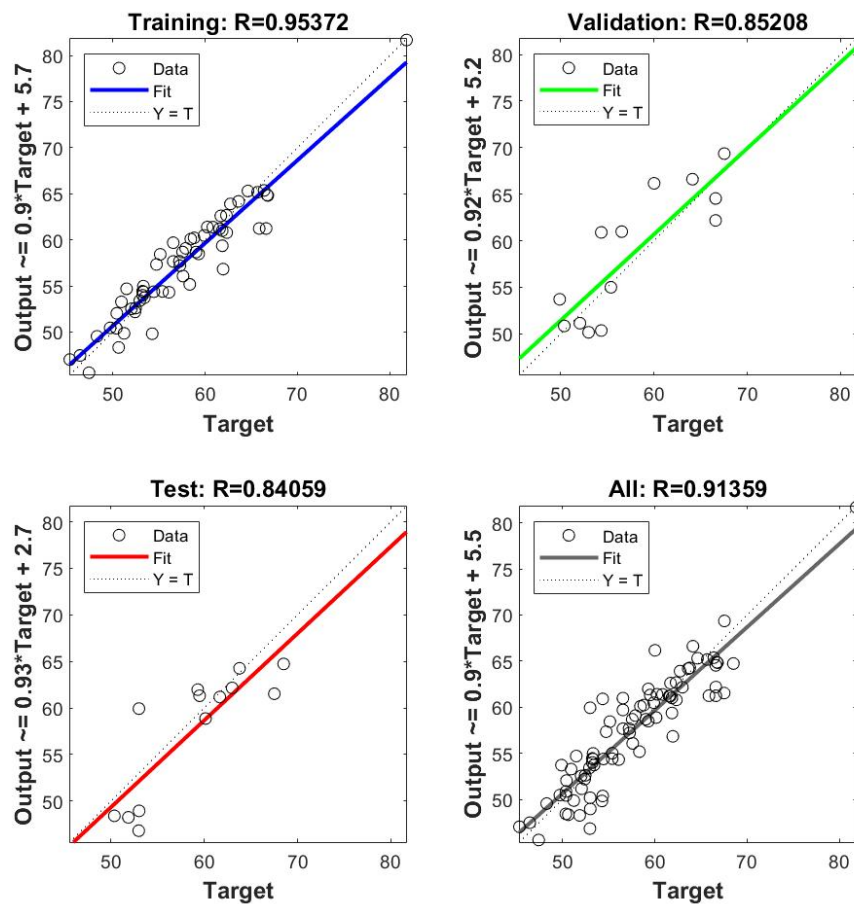 Training: R=0.95372
Output ~= 0.9*Target + 5.7
Data
Fit
Y = T
80
75
70
65
60
55
50
50 60 70 80
Target
Validation: R=0.85208
Output ~= 0.92*Target + 5.2
Data
Fit
Y = T
80
75
70
65
60
55
50
50 60 70 80
Target
Test: R=0.84059
Output ~= 0.93*Target + 2.7
Data
Fit
Y = T
80
75
70
65
60
55
50
50 60 70 80
Target
All: R=0.91359
Output ~= 0.9*Target + 5.5
Data
Fit
Y = T
80
75
70
65
60
55
50
50 60 70 80
Target